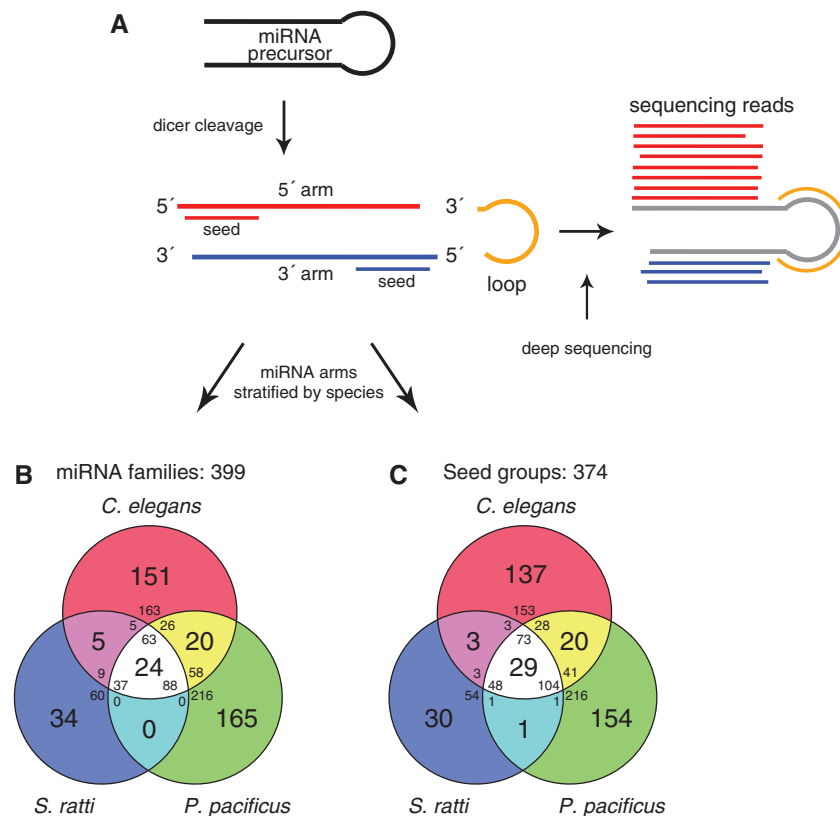 A
miRNA
precursor
dicer cleavage
sequencing reads
5´
5´ arm
3´
seed
3´
5´
3´ arm
seed
loop
deep sequencing
miRNA arms
stratified by species
B miRNA families: 399
C. elegans
151
163
5 26
63
5
20
24
9
58
37 88
60
216
0 0
34
165
0
S. ratti
P. pacificus
C Seed groups: 374
C. elegans
137
153
3 28
73
3
20
29
3
41
48 104
54
216
1 1
30
154
1
S. ratti
P. pacificus